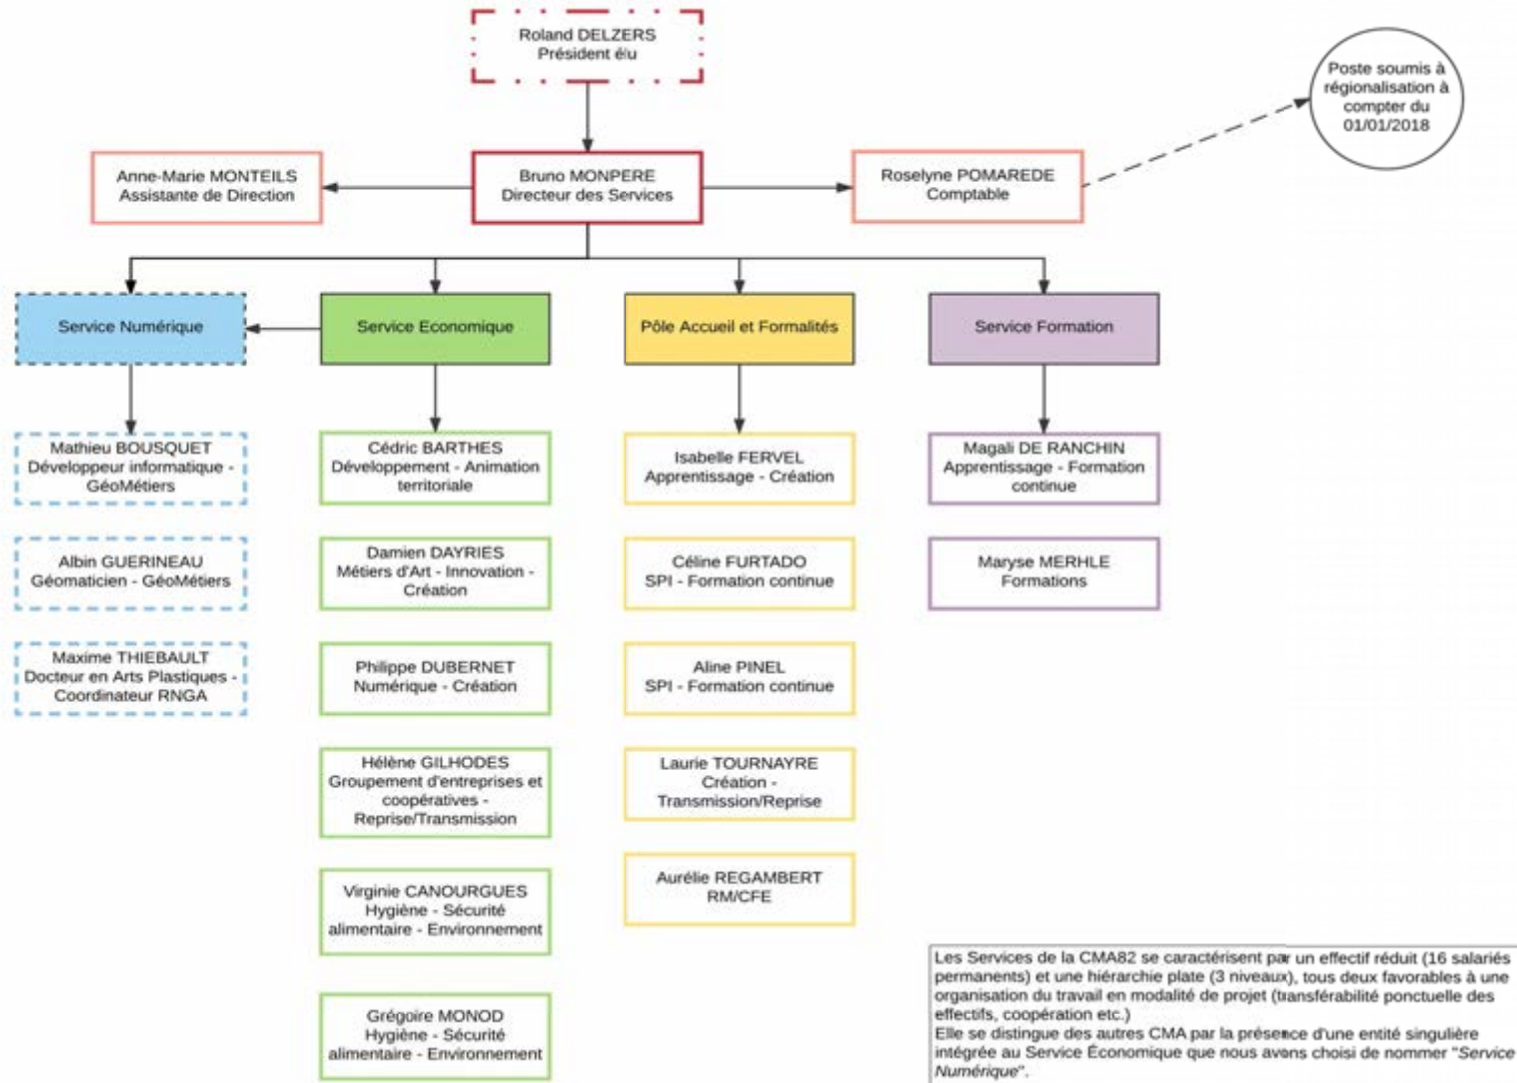 Roland DELZERS
Président élu
Poste soumis à
régionalisation à
compter du
01/01/2018
Anne-Marie MONTEILS
Assistante de Direction
Bruno MONPERE
Directeur des Services
Roselyne POMAREDE
Comptable
Service Numérique
Service Economique
Pôle Accueil et Formalités
Service Formation
Mathieu BOUSQUET
Développeur informatique -
GéoMétiers
Albin GUERINEAU
Géomaticien - GéoMétiers
Maxime THIEBAULT
Docteur en Arts Plastiques -
Coordinateur RNGA
Cédric BARTHES
Développement - Animation
territoriale
Damien DAYRIES
Métiers d'Art - Innovation -
Création
Philippe DUBERNET
Numérique - Création
Hélène GILHODES
Groupement d'entreprises et
coopératives -
Reprise/Transmission
Virginie CANOURGUES
Hygiène - Sécurité
alimentaire - Environnement
Grégoire MONOD
Hygiène - Sécurité
alimentaire - Environnement
Isabelle FERVEL
Apprentissage - Création
Céline FURTADO
SPI - Formation continue
Aline PINEL
SPI - Formation continue
Laurie TOURNAYRE
Création -
Transmission/Reprise
Aurélie REGAMBERT
RM/CFE
Magali DE RANCHIN
Apprentissage - Formation
continue
Maryse MERHLE
Formations
Les Services de la CMA82 se caractérisent par un effectif réduit (16 salariés
permanents) et une hiérarchie plate (3 niveaux), tous deux favorables à une
organisation du travail en modalité de projet (transférabilité ponctuelle des
effectifs, coopération etc.)
Elle se distingue des autres CMA par la présence d'une entité singulière
intégrée au Service Économique que nous avons choisi de nommer "Service
Numérique".